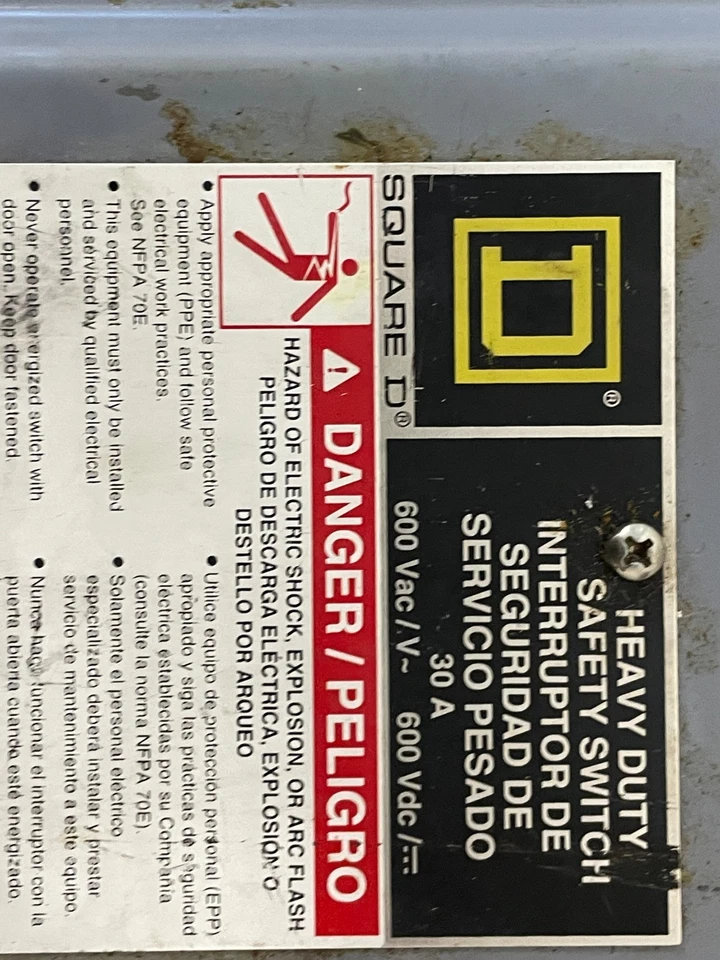 D®
SQUARE D®
HEAVY DUTY
SAFETY SWITCH
INTERRUPTOR DE
SEGURIDAD DE
SERVICIO PESADO
30 A
600 Vac / V~ 600 Vdc / ⎓
DANGER / PELIGRO
HAZARD OF ELECTRIC SHOCK, EXPLOSION, OR ARC FLASH
PELIGRO DE DESCARGA ELÉCTRICA, EXPLOSIÓN O
DESTELLO POR ARQUEO
• Apply appropriate personal protective
equipment (PPE) and follow safe
electrical work practices.
See NFPA 70E.
• This equipment must only be installed
and serviced by qualified electrical
personnel.
• Never operate energized switch with
door open. Keep door fastened.
• Utilice equipo de protección personal (EPP)
apropiado y siga las prácticas de seguridad
eléctrica establecidas por su Compañia
(consulte la norma NFPA 70E).
• Solamente el personal eléctrico
especializado deberá instalar y prestar
servicio de mantenimiento a este equipo.
• Nunca haga funcionar el interruptor con la
puerta abierta cuando esté energizado.